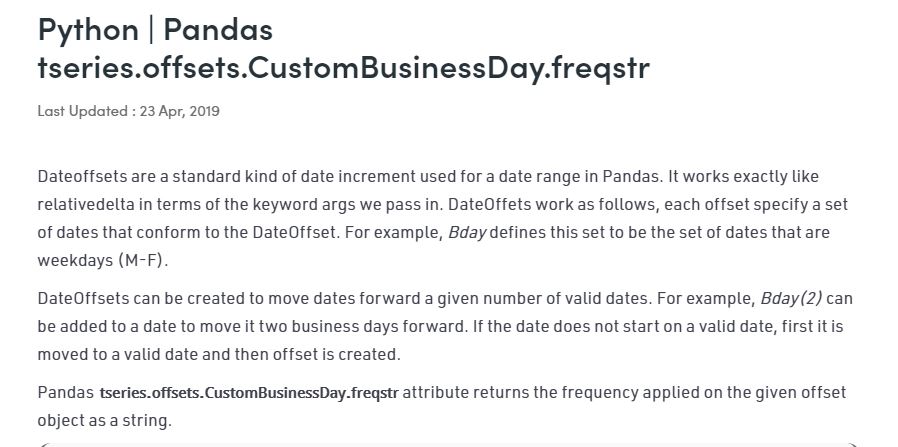 Python | Pandas
tseries.offsets.CustomBusinessDay.freqstr
Last Updated : 23 Apr, 2019
Dateoffsets are a standard kind of date increment used for a date range in Pandas. It works exactly like
relativedelta in terms of the keyword args we pass in. DateOffets work as follows, each offset specify a set
of dates that conform to the DateOffset. For example, Bday defines this set to be the set of dates that are
weekdays (M-F).
DateOffsets can be created to move dates forward a given number of valid dates. For example, Bday(2) can
be added to a date to move it two business days forward. If the date does not start on a valid date, first it is
moved to a valid date and then offset is created.
Pandas tseries.offsets.CustomBusinessDay.freqstr attribute returns the frequency applied on the given offset
object as a string.